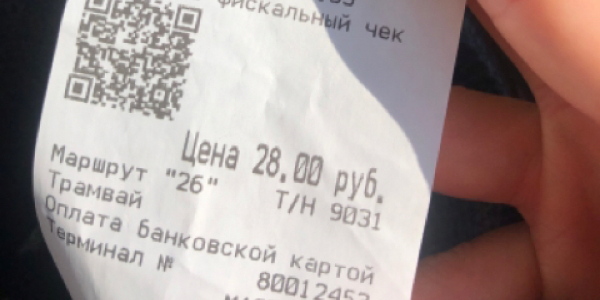 фискальный чек
Цена 28.00 руб.
Маршрут "26" Т/Н 9031
Трамвай
Оплата банковской картой
Терминал №